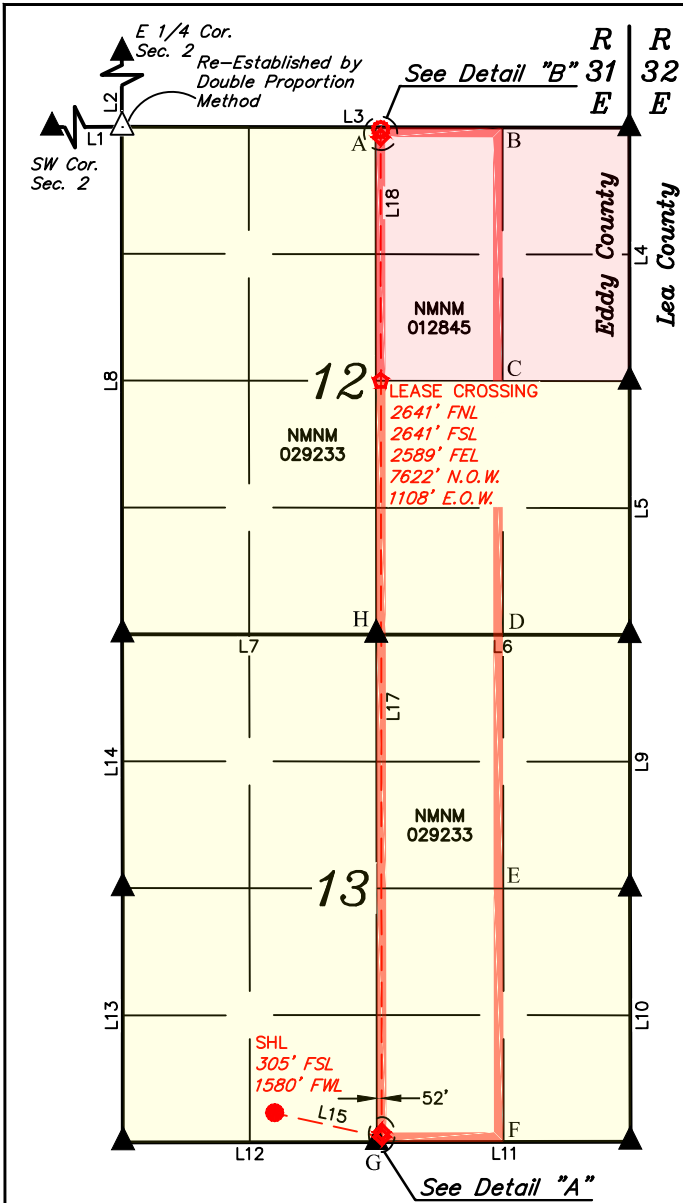 E 1/4 Cor.
Sec. 2
Re-Established by
Double Proportion
Method
See Detail "B"
R R
31 32
E E
L2
L1
L3
SW Cor.
Sec. 2
A
B
L18
Eddy County
Lea County
L4
NMNM
012845
L8
12
C
LEASE CROSSING
2641' FNL
2641' FSL
2589' FEL
7622' N.O.W.
1108' E.O.W.
NMNM
029233
L5
H
D
L7
L6
L17
L14
L9
NMNM
029233
13
E
L13
L10
SHL
305' FSL
1580' FWL
52'
L15
F
L12
G
L11
See Detail "A"